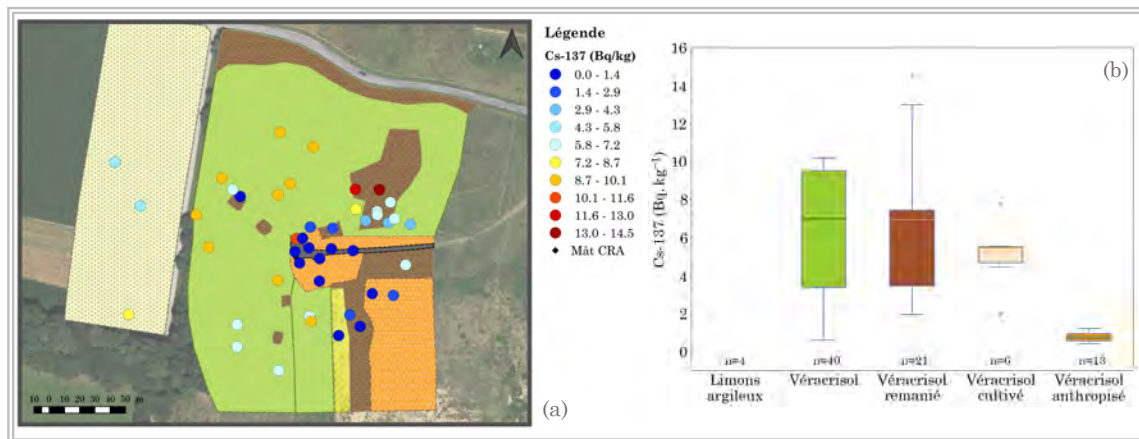 Légende
Cs-137 (Bq/kg)
0.0 - 1.4
1.4 - 2.9
2.9 - 4.3
4.3 - 5.8
5.8 - 7.2
7.2 - 8.7
8.7 - 10.1
10.1 - 11.6
11.6 - 13.0
13.0 - 14.5
Mât CRA
10 0 10 20 30 40 50 m
(a)
(b)
Cs-137 (Bq.kg⁻¹)
16
14
12
10
8
6
4
2
0
n=4
n=40
n=21
n=6
n=13
Limons argileux
Véracrisol
Véracrisol remanié
Véracrisol cultivé
Véracrisol anthropisé